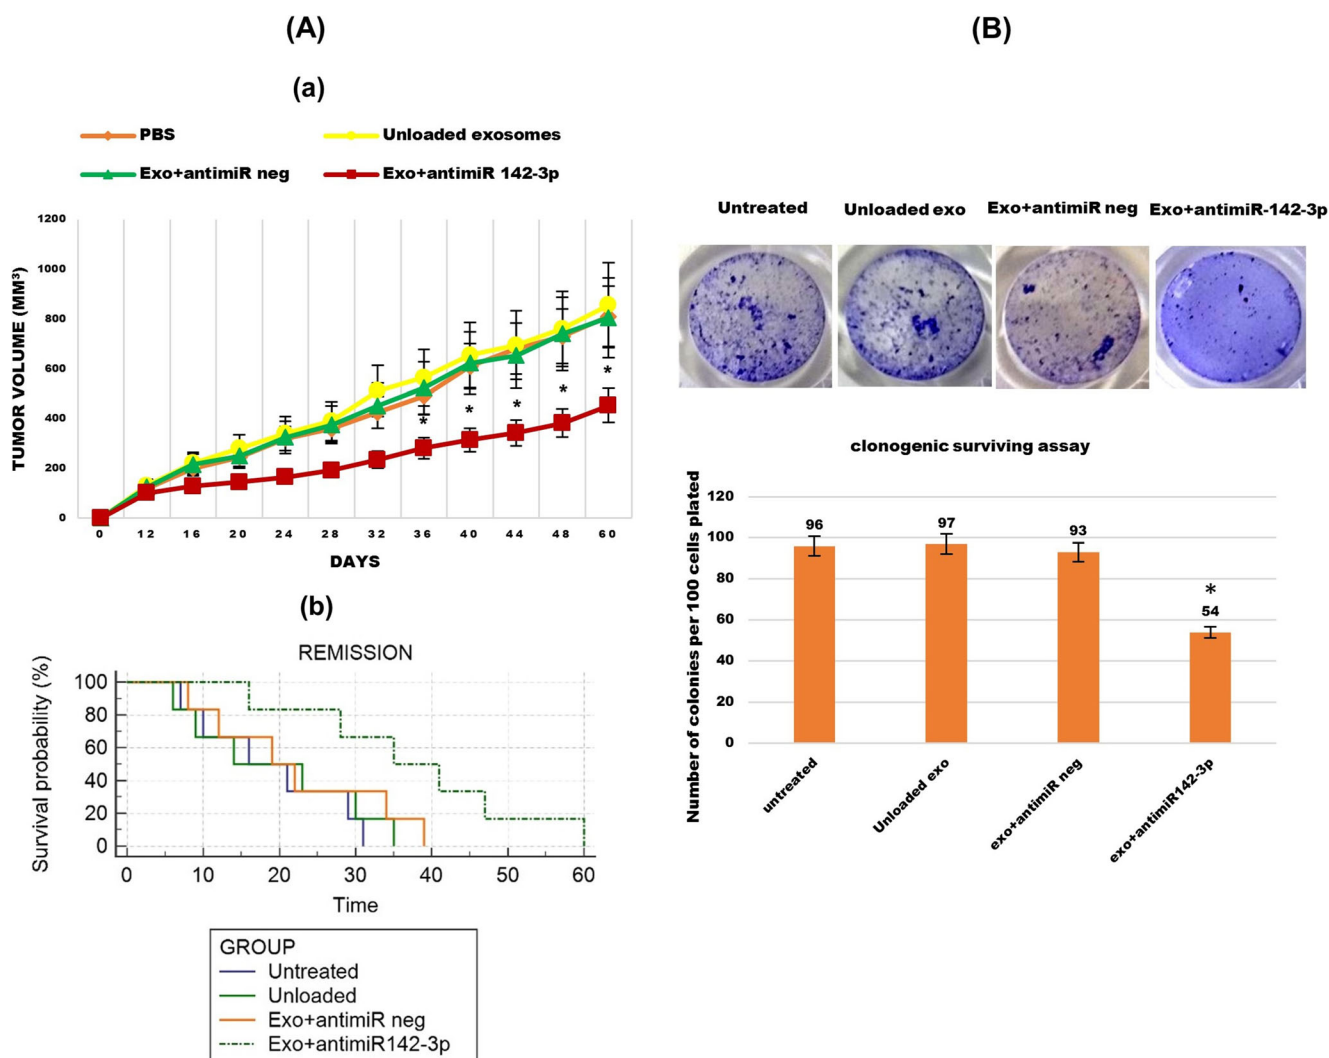 (A)
(a)
PBS
Unloaded exosomes
Exo+antimiR neg
Exo+antimiR 142-3p
TUMOR VOLUME (MM³)
1200
1000
800
600
400
200
0
* * * * *
0 12 16 20 24 28 32 36 40 44 48 60
DAYS
(b)
REMISSION
Survival probability (%)
100
80
60
40
20
0
0 10 20 30 40 50 60
Time
GROUP
Untreated
Unloaded
Exo+antimiR neg
Exo+antimiR142-3p
(B)
Untreated
Unloaded exo
Exo+antimiR neg
Exo+antimiR-142-3p
clonogenic surviving assay
Number of colonies per 100 cells plated
120
100
80
60
40
20
0
96
97
93
*
54
untreated
Unloaded exo
exo+antimiR neg
exo+antimiR142-3p